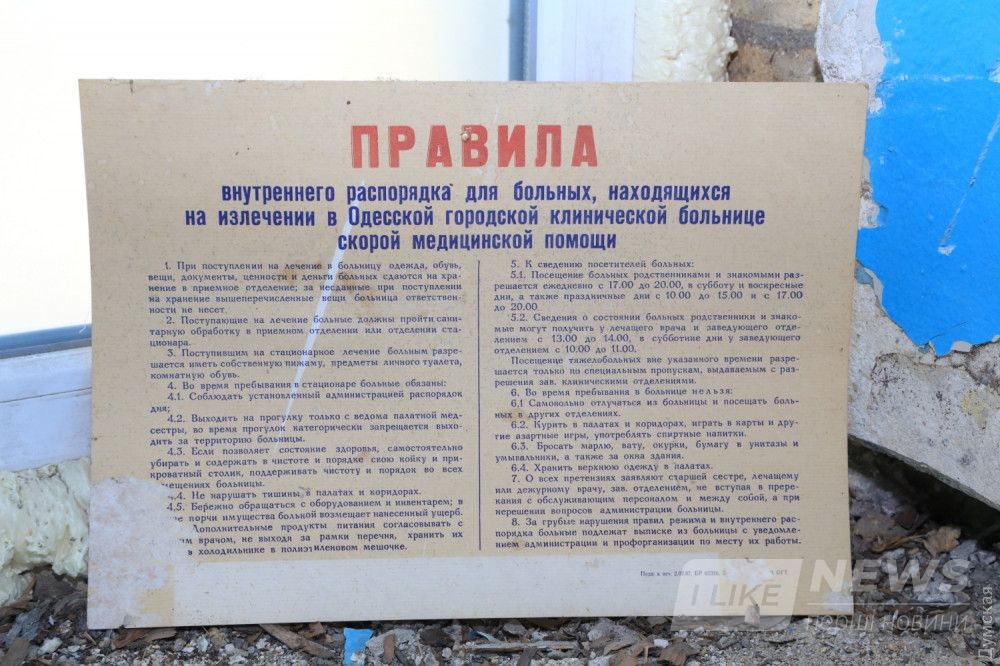 ПРАВИЛА
внутреннего распорядка для больных, находящихся
на излечении в Одесской городской клинической больнице
скорой медицинской помощи
1. При поступлении на лечение в больницу одежда, обувь,
вещи, документы, ценности и деньги больных сдаются на хра-
нение в приемное отделение; за несданные при поступлении
на хранение вышеперечисленные вещи больница ответствен-
ности не несет.
2. Поступающие на лечение больные должны пройти сани-
тарную обработку в приемном отделении или отделении ста-
ционара.
3. Поступившим на стационарное лечение больным разре-
шается иметь собственную пижаму, предметы личного туалета,
комнатную обувь.
4. Во время пребывания в стационаре больные обязаны:
4.1. Соблюдать установленный администрацией распорядок
дня;
4.2. Выходить на прогулку только с ведома палатной мед-
сестры, во время прогулок категорически запрещается выхо-
дить за территорию больницы.
4.3. Если позволяет состояние здоровья, самостоятельно
убирать и содержать в чистоте и порядке свою койку и при-
кроватный столик, поддерживать чистоту и порядок во всех
помещениях больницы.
4.4. Не нарушать тишины в палатах и коридорах.
4.5. Бережно обращаться с оборудованием и инвентарем; в
порчи имущества больной возмещает нанесенный ущерб.
Дополнительные продукты питания согласовывать с
врачом, не выходя за рамки перечня, хранить их
в холодильнике в полиэтиленовом мешочке.
5. К сведению посетителей больных:
5.1. Посещение больных родственниками и знакомыми раз-
решается ежедневно с 17.00 до 20.00, в субботу и воскресные
дни, а также праздничные дни с 10.00 до 15.00 и с 17.00
до 20.00.
5.2. Сведения о состоянии больных родственники и знако-
мые могут получить у лечащего врача и заведующего отде-
лением с 13.00 до 14.00, в субботние дни у заведующего
отделением с 10.00 до 11.00.
Посещение тяжелобольных вне указанного времени разре-
шается только по специальным пропускам, выдаваемым с раз-
решения зав. клиническими отделениями.
6. Во время пребывания в больнице нельзя:
6.1 Самовольно отлучаться из больницы и посещать боль-
ных в других отделениях.
6.2. Курить в палатах и коридорах, играть в карты и дру-
гие азартные игры, употреблять спиртные напитки.
6.3. Бросать марлю, вату, окурки, бумагу в унитазы и
умывальники, а также за окна здания.
6.4. Хранить верхнюю одежду в палатах.
7. О всех претензиях заявляют старшей сестре, лечащему
или дежурному врачу, зав. отделением, не вступая в пререка-
кания с обслуживающим персоналом и между собой, а при
нерешении вопросов администрации больницы.
8. За грубые нарушения правил режима и внутреннего рас-
порядка больные подлежат выписке из больницы с уведомле-
нием администрации и профорганизации по месту их работы.
Подп. к печ.
I LIKE NEWS
ПЕРШІ НОВИНИ
Думская